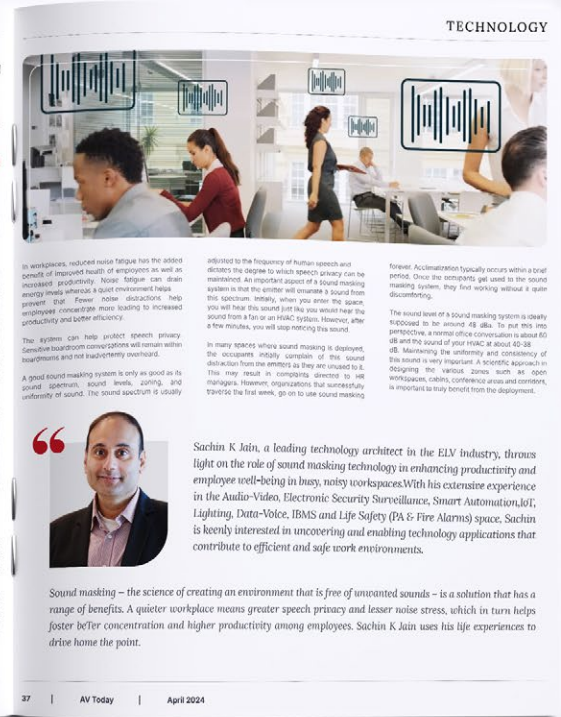 TECHNOLOGY
In workplaces, reduced noise fatigue has the added
benefit of improved health of employees as well as
increased productivity. Noise fatigue can drain
energy levels whereas a quiet environment helps
prevent that Fewer noise distractions help
employees concentrate more leading to increased
productivity and better efficiency.
The system can help protect speech privacy.
Sensitive boardroom conversations will remain within
boardrooms and not inadvertently overheard.
A good sound masking system is only as good as its
sound spectrum, sound levels, zoning, and
uniformity of sound. The sound spectrum is usually
adjusted to the frequency of human speech and
dictates the degree to which speech privacy can be
maintained. An important aspect of a sound masking
system is that the emitter will emanate a sound from
this spectrum. Initially, when you enter the space,
you will hear this sound just like you would hear the
sound from a fan or an HVAC system. However, after
a few minutes, you will stop noticing this sound.
In many spaces where sound masking is deployed,
the occupants initially complain of this sound
distraction from the emitters as they are unused to it.
This may result in complaints directed to HR
managers. However, organizations that successfully
traverse the first week, go on to use sound masking
forever. Acclimatization typically occurs within a brief
period. Once the occupants get used to the sound
masking system, they find working without it quite
discomforting.
The sound level of a sound masking system is ideally
supposed to be around 48 dBa. To put this into
perspective, a normal office conversation is about 60
dB and the sound of your HVAC at about 40-38
dB. Maintaining the uniformity and consistency of
this sound is very important A scientific approach in
designing the various zones such as open
workspaces, cabins, conference areas and corridors,
is important to truly benefit from the deployment.
Sachin K Jain, a leading technology architect in the ELV industry, throws
light on the role of sound masking technology in enhancing productivity and
employee well-being in busy, noisy workspaces.With his extensive experience
in the Audio-Video, Electronic Security Surveillance, Smart Automation,IoT,
Lighting, Data-Voice, IBMS and Life Safety (PA & Fire Alarms) space, Sachin
is keenly interested in uncovering and enabling technology applications that
contribute to efficient and safe work environments.
Sound masking – the science of creating an environment that is free of unwanted sounds – is a solution that has a
range of benefits. A quieter workplace means greater speech privacy and lesser noise stress, which in turn helps
foster beTer concentration and higher productivity among employees. Sachin K Jain uses his life experiences to
drive home the point.
37 | AV Today | April 2024